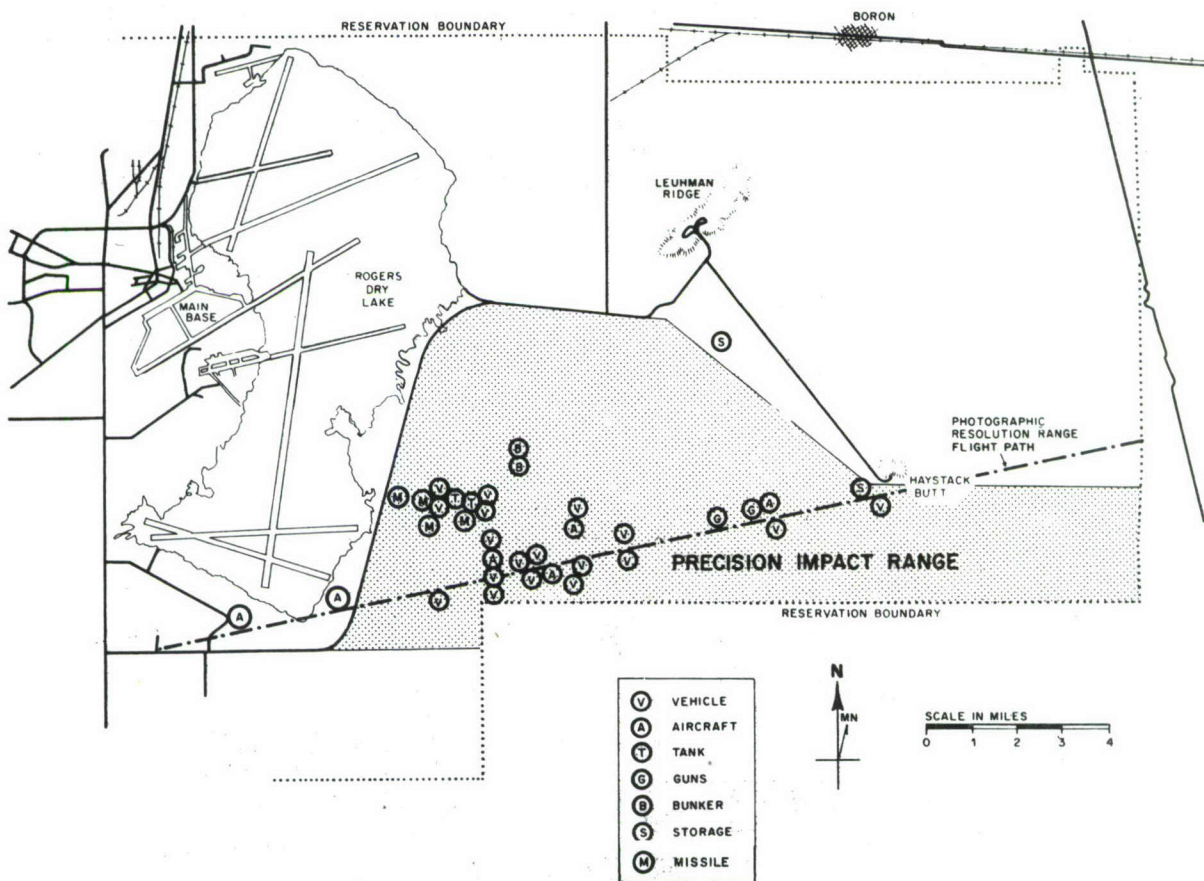 RESERVATION BOUNDARY
BORON
LEUHMAN
RIDGE
ROGERS
DRY
LAKE
MAIN
BASE
S
PHOTOGRAPHIC
RESOLUTION RANGE
FLIGHT PATH
B
B
HAYSTACK
BUTT
M
M
V
T
T
V
V
V
M
M
V
A
V
V
G
G
A
V
S
V
V
A
V
V
V
V
V
A
V
V
V
V
PRECISION IMPACT RANGE
A
A
RESERVATION BOUNDARY
V VEHICLE
A AIRCRAFT
T TANK
G GUNS
B BUNKER
S STORAGE
M MISSILE
N
MN
SCALE IN MILES
0 1 2 3 4